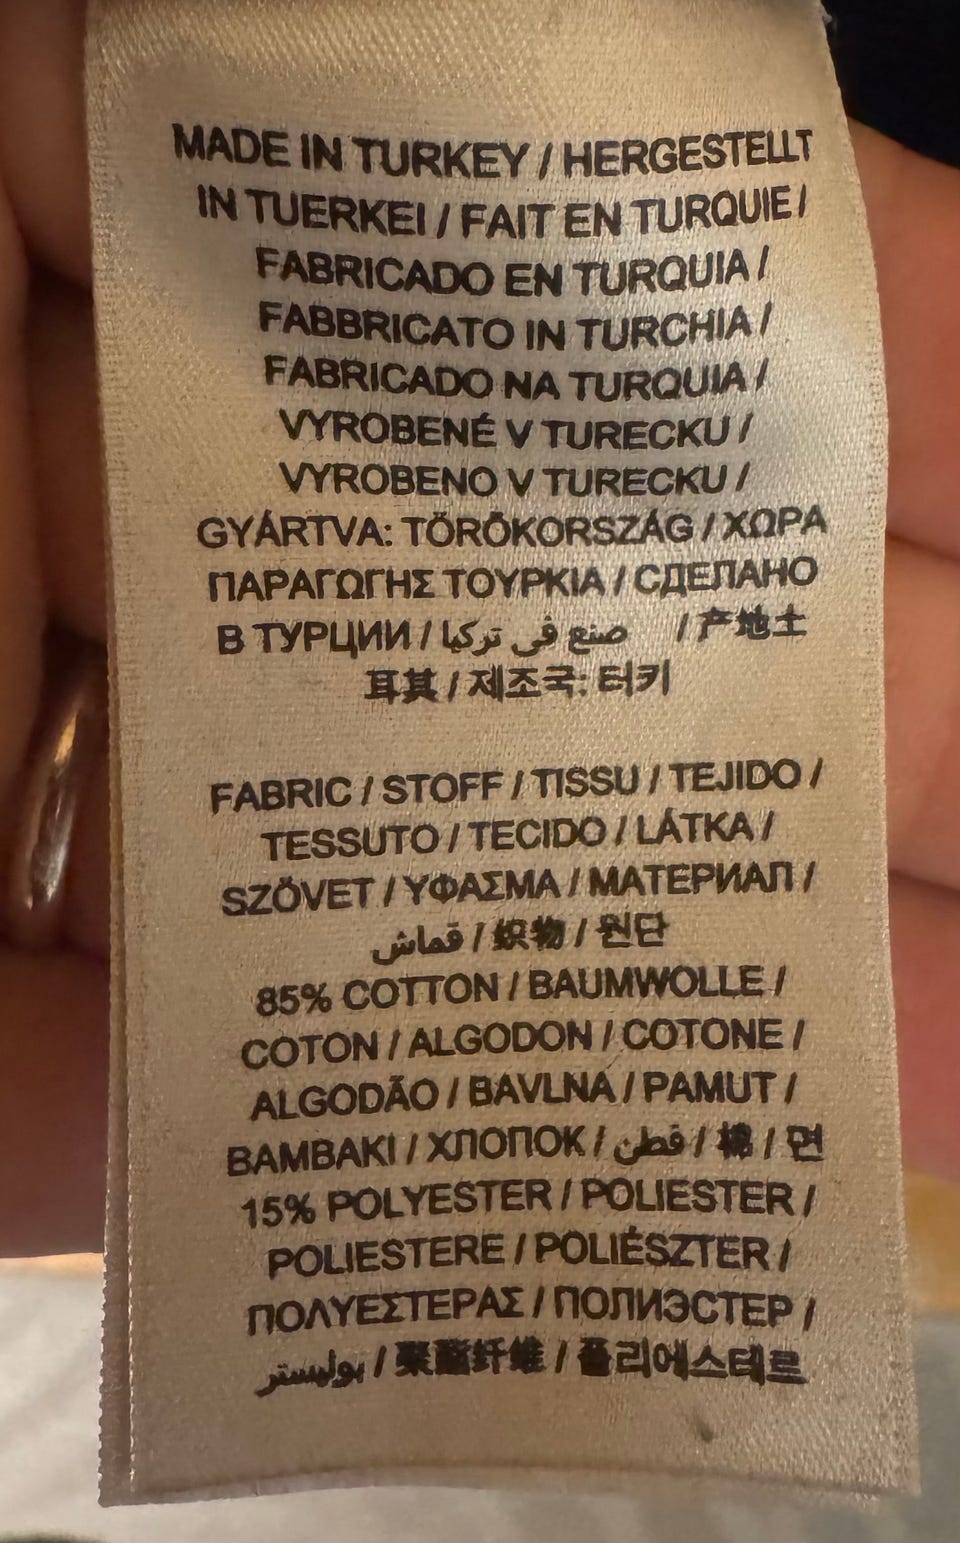 MADE IN TURKEY / HERGESTELLT
IN TUERKEI / FAIT EN TURQUIE /
FABRICADO EN TURQUIA /
FABBRICATO IN TURCHIA /
FABRICADO NA TURQUIA /
VYROBENÉ V TURECKU /
VYROBENO V TURECKU /
GYÁRTVA: TÖRÖKORSZÁG / ΧΩΡΑ
ΠΑΡΑΓΩΓΗΣ ΤΟΥΡΚΙΑ / СДЕЛАНО
В ТУРЦИИ / صنع في تركيا / 产地土
耳其 / 제조국: 터키
FABRIC / STOFF / TISSU / TEJIDO /
TESSUTO / TECIDO / LÁTKA /
SZÖVET / ΥΦΑΣΜΑ / МАТЕРИАЛ /
قماش / 织物 / 원단
85% COTTON / BAUMWOLLE /
COTON / ALGODON / COTONE /
ALGODÃO / BAVLNA / PAMUT /
BAMBAKI / ХЛОПОК / قطن / 棉 / 면
15% POLYESTER / POLIESTER /
POLIESTERE / POLIÉSZTER /
ΠΟΛΥΕΣΤΕΡΑΣ / ПОЛИЭСТЕР /
بوليستر / 聚酯纤维 / 폴리에스테르